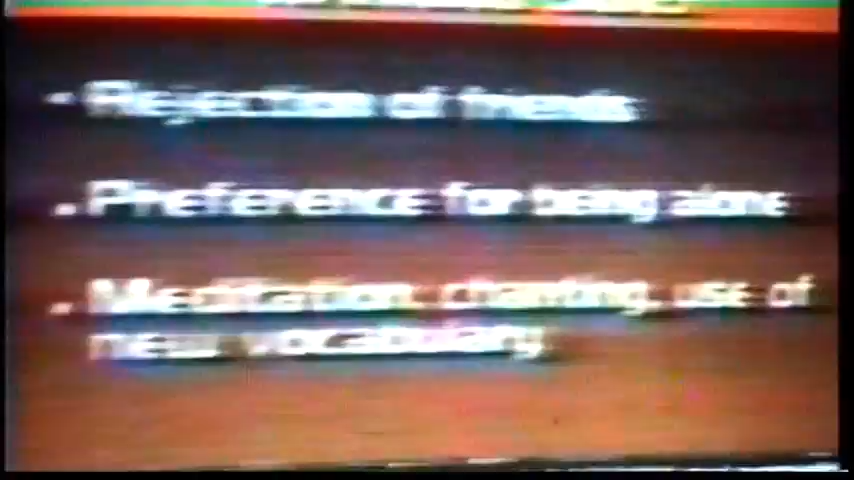 - Rejection of friends
- Preference for being alone
- Meditation, chanting, use of
new vocabulary